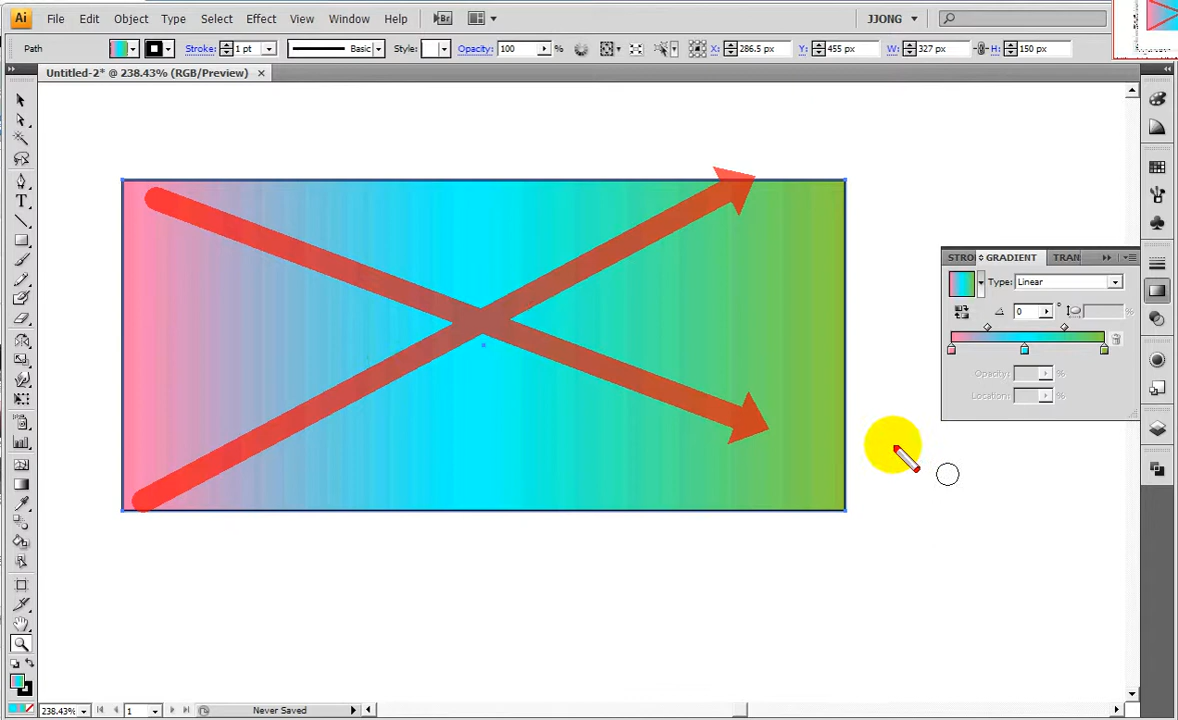 Ai File Edit Object Type Select Effect View Window Help Br JJONG
Path Stroke: 1 pt Basic Style: Opacity: 100 % X: 286.5 px Y: 455 px W: 327 px H: 150 px
Untitled-2* @ 238.43% (RGB/Preview)
STRO GRADIENT TRAN
Type: Linear
0 ° %
Opacity: %
Location: %
238.43% 1 Never Saved